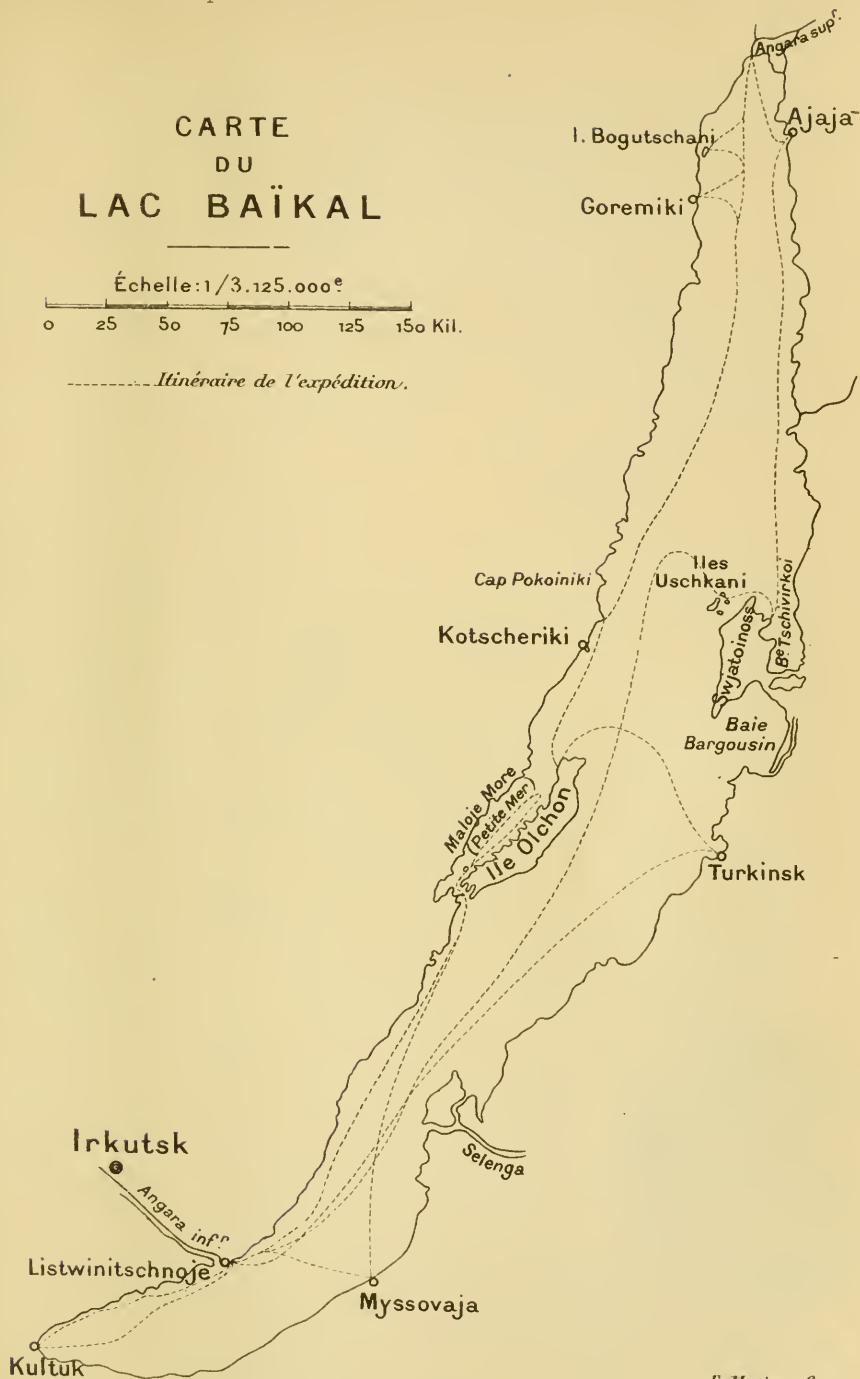 CARTE
DU
LAC BAÏKAL
Échelle: 1/3.125.000e.
0 25 50 75 100 125 150 Kil.
Itinéraire de l'expédition.
Angara supr.
I. Bogutschani
Ajaja
Goremiki
Iles
Uschkani
Cap Pokoiniki
Be. Tschivirkoi
Kotscheriki
Swjatoinoss
Baie
Bargousin
Maloje More
(Petite Mer)
Ile Olchon
Turkinsk
Irkutsk
Selenga
Angara infr.
Listwinitschnoje
Myssovaja
Kultuk